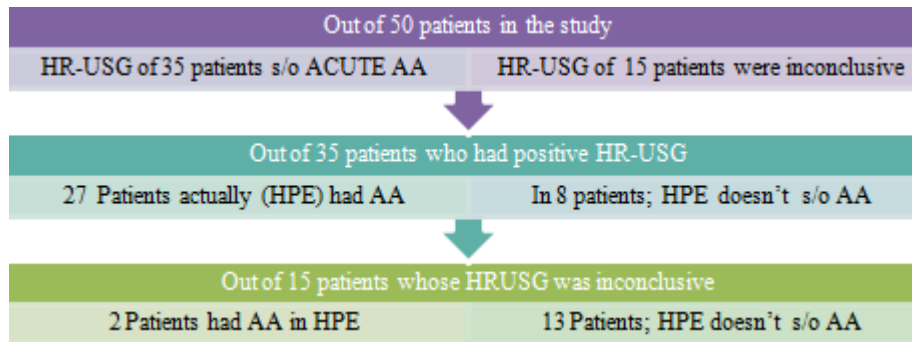 Out of 50 patients in the study
HR-USG of 35 patients s/o ACUTE AA
HR-USG of 15 patients were inconclusive
Out of 35 patients who had positive HR-USG
27 Patients actually (HPE) had AA
In 8 patients; HPE doesn't s/o AA
Out of 15 patients whose HRUSG was inconclusive
2 Patients had AA in HPE
13 Patients; HPE doesn't s/o AA